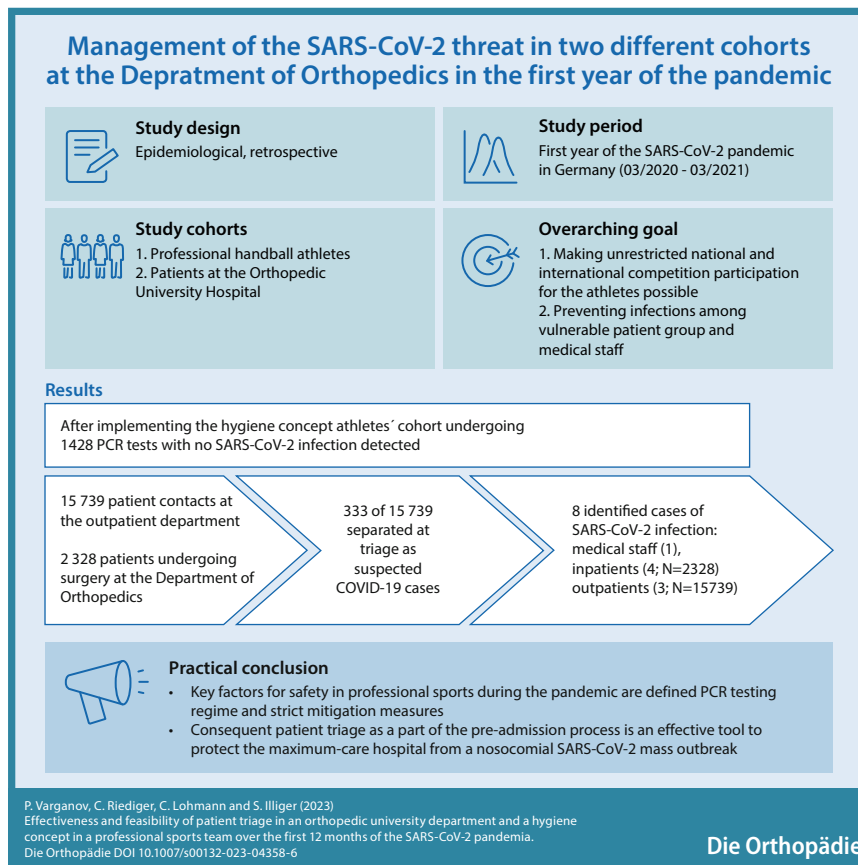 Management of the SARS-CoV-2 threat in two different cohorts
at the Depratment of Orthopedics in the first year of the pandemic
Study design
Epidemiological, retrospective
Study period
First year of the SARS-CoV-2 pandemic
in Germany (03/2020 - 03/2021)
Study cohorts
1. Professional handball athletes
2. Patients at the Orthopedic
University Hospital
Overarching goal
1. Making unrestricted national and
international competition participation
for the athletes possible
2. Preventing infections among
vulnerable patient group and
medical staff
Results
After implementing the hygiene concept athletes´ cohort undergoing
1428 PCR tests with no SARS-CoV-2 infection detected
15 739 patient contacts at
the outpatient department
2 328 patients undergoing
surgery at the Department of
Orthopedics
333 of 15 739
separated at
triage as
suspected
COVID-19 cases
8 identified cases of
SARS-CoV-2 infection:
medical staff (1),
inpatients (4; N=2328)
outpatients (3; N=15739)
Practical conclusion
• Key factors for safety in professional sports during the pandemic are defined PCR testing
regime and strict mitigation measures
• Consequent patient triage as a part of the pre-admission process is an effective tool to
protect the maximum-care hospital from a nosocomial SARS-CoV-2 mass outbreak
P. Varganov, C. Riediger, C. Lohmann and S. Illiger (2023)
Effectiveness and feasibility of patient triage in an orthopedic university department and a hygiene
concept in a professional sports team over the first 12 months of the SARS-CoV-2 pandemia.
Die Orthopädie DOI 10.1007/s00132-023-04358-6
Die Orthopädie